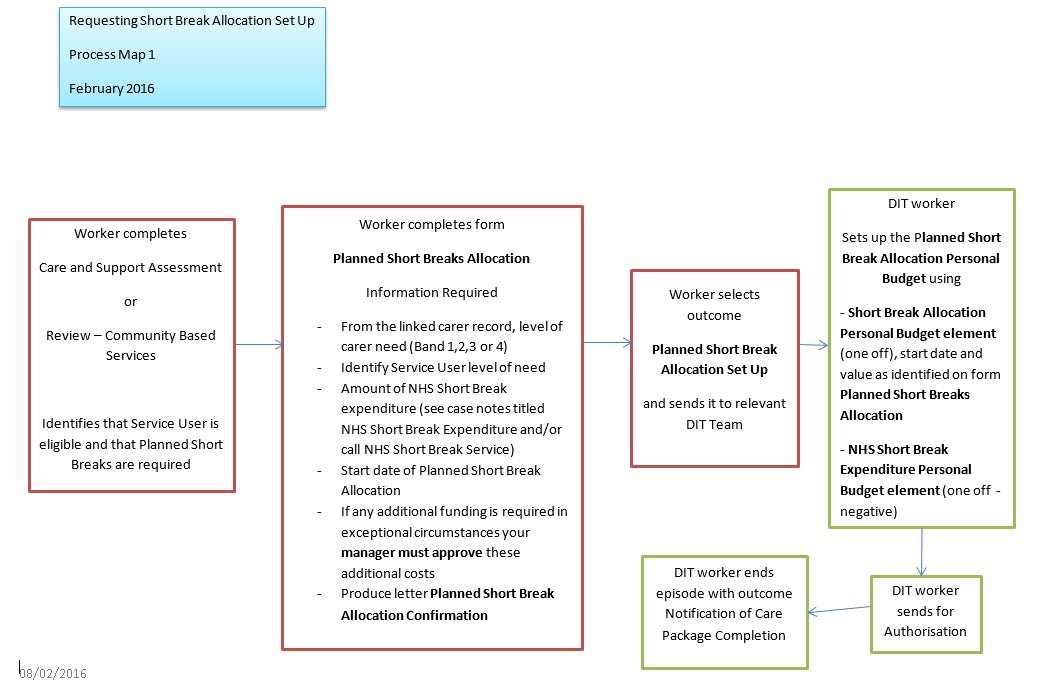 Requesting Short Break Allocation Set Up
Process Map 1
February 2016
Worker completes
Care and Support Assessment
or
Review – Community Based
Services
Identifies that Service User is
eligible and that Planned Short
Breaks are required
Worker completes form
Planned Short Breaks Allocation
Information Required
- From the linked carer record, level of
carer need (Band 1,2,3 or 4)
- Identify Service User level of need
- Amount of NHS Short Break
expenditure (see case notes titled
NHS Short Break Expenditure and/or
call NHS Short Break Service)
- Start date of Planned Short Break
Allocation
- If any additional funding is required in
exceptional circumstances your
manager must approve these
additional costs
- Produce letter Planned Short Break
Allocation Confirmation
Worker selects
outcome
Planned Short Break
Allocation Set Up
and sends it to relevant
DIT Team
DIT worker
Sets up the Planned Short
Break Allocation Personal
Budget using
- Short Break Allocation
Personal Budget element
(one off), start date and
value as identified on form
Planned Short Breaks
Allocation
- NHS Short Break
Expenditure Personal
Budget element (one off -
negative)
DIT worker
sends for
Authorisation
DIT worker ends
episode with outcome
Notification of Care
Package Completion
08/02/2016